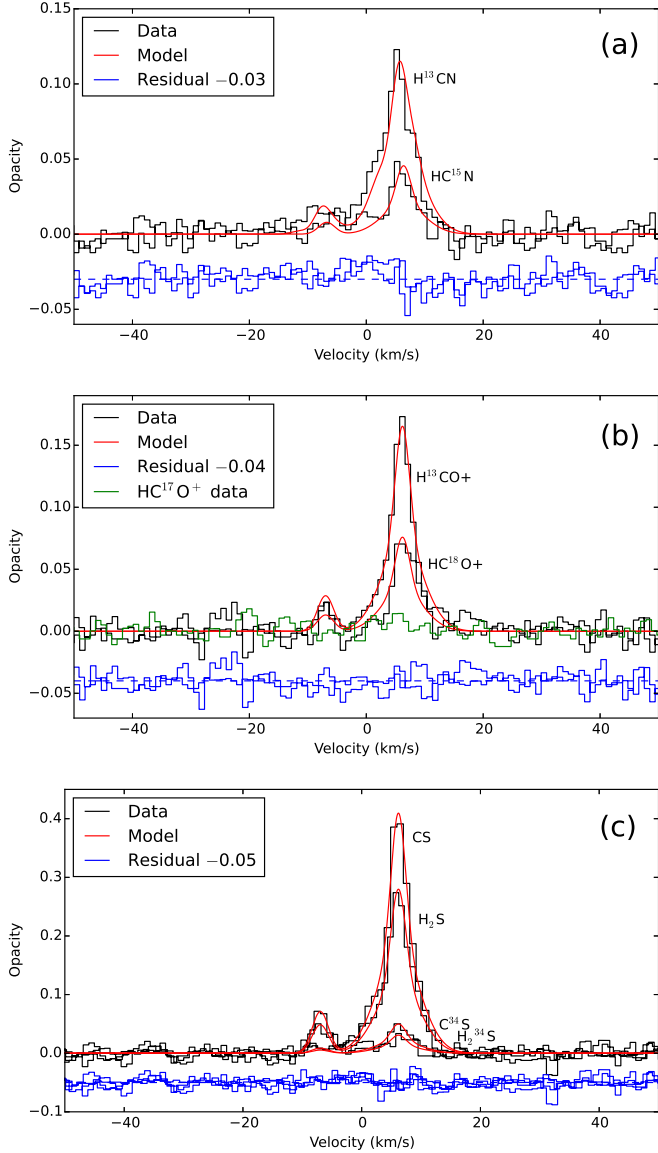 0.15
Data
Model
Residual −0.03
(a)
0.10
H¹³CN
Opacity
0.05
HC¹⁵N
0.00
−0.05
−40 −20 0 20 40
Velocity (km/s)
Data
Model
Residual −0.04
HC¹⁷O⁺ data
(b)
0.15
H¹³CO+
0.10
Opacity
HC¹⁸O+
0.05
0.00
−0.05
−40 −20 0 20 40
Velocity (km/s)
Data
Model
Residual −0.05
(c)
0.4
CS
0.3
H₂S
Opacity
0.2
0.1
C³⁴S
H₂³⁴S
0.0
−0.1
−40 −20 0 20 40
Velocity (km/s)